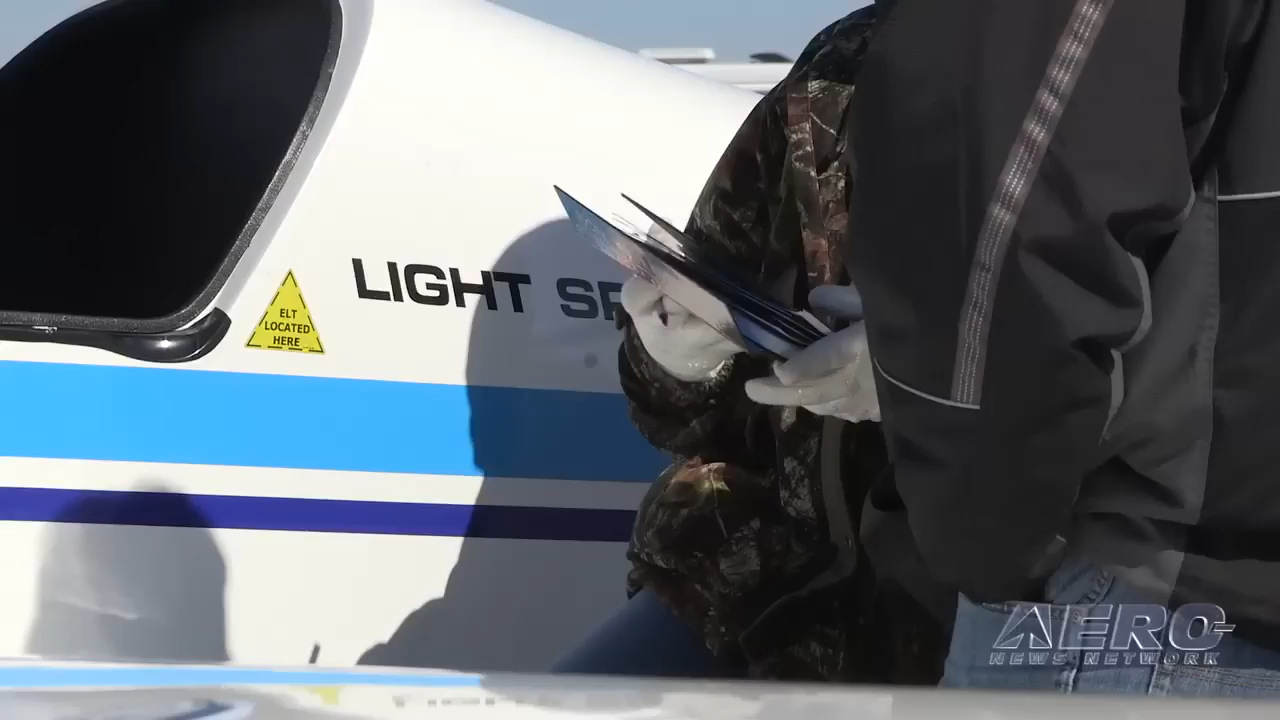 LIGHT SP
ELT
LOCATED
HERE
AERO
NEWS NETWORK